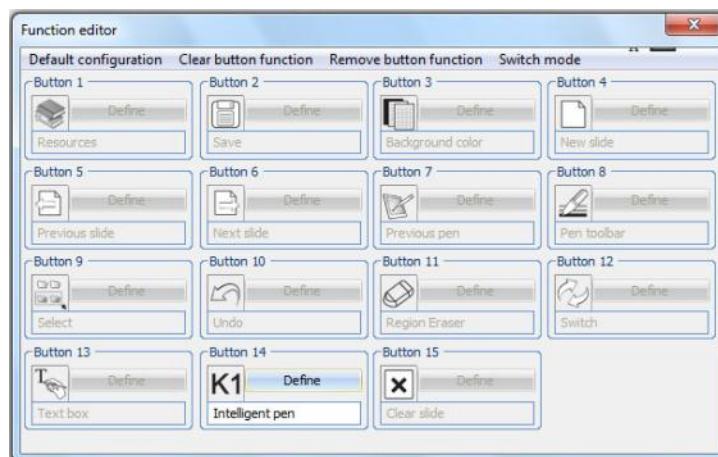 Function editor
Default configuration Clear button function Remove button function Switch mode
Button 1 Button 2 Button 3 Button 4
Define Define Define Define
Resources Save Background color New slide
Button 5 Button 6 Button 7 Button 8
Define Define Define Define
Previous slide Next slide Previous pen Pen toolbar
Button 9 Button 10 Button 11 Button 12
Define Define Define Define
Select Undo Region Eraser Switch
Button 13 Button 14 Button 15
T Define K1 Define Define
Text box Intelligent pen Clear slide